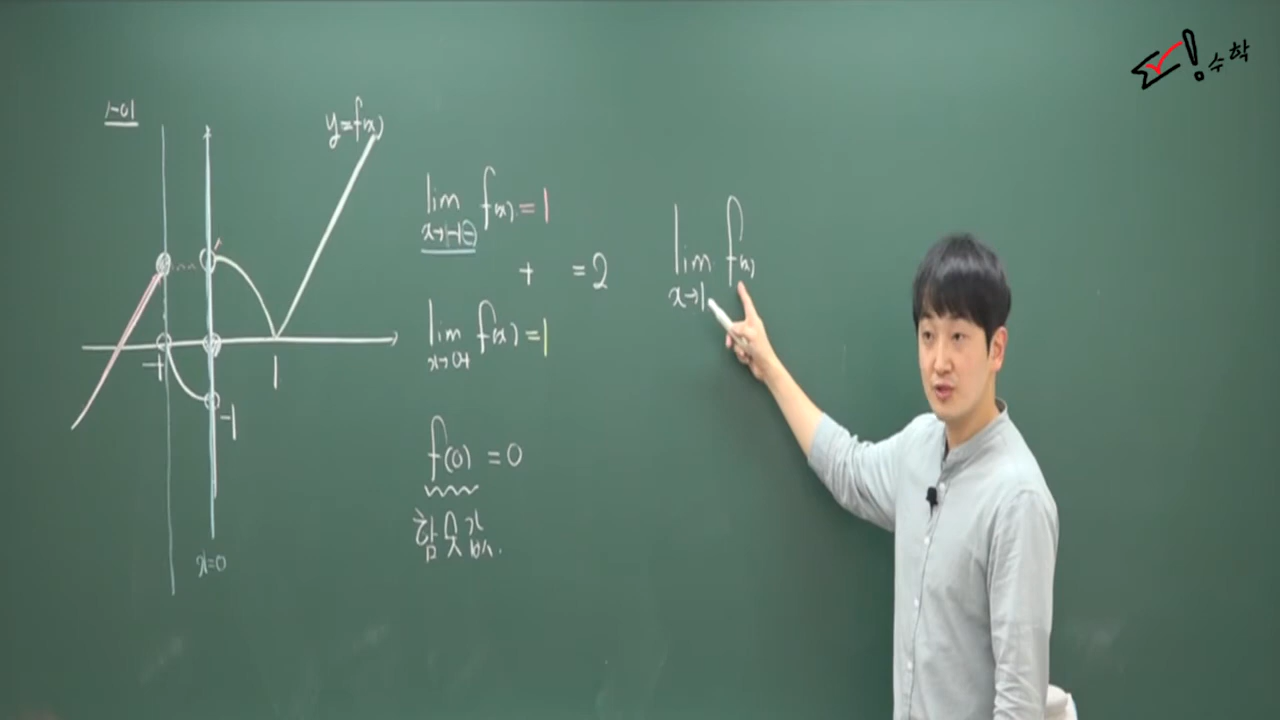 수학
1-01
y=f(x)
-1
1
-1
x=0
lim f(x)=1
x→-1-
+ =2
lim f(x)=1
x→0+
f(0)=0
함숫값
lim f(x)
x→1